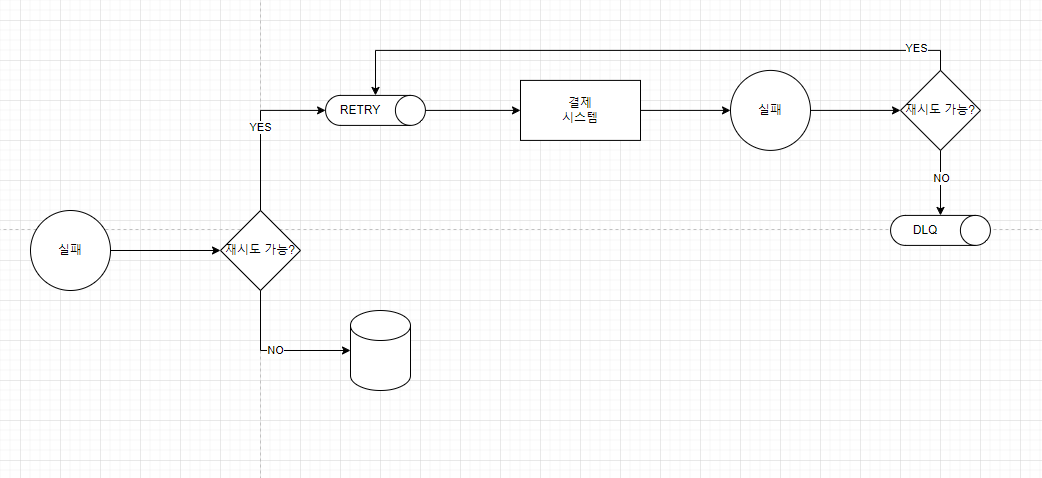 YES
RETRY
결제
시스템
실패
재시도 가능?
YES
NO
DLQ
실패
재시도 가능?
NO